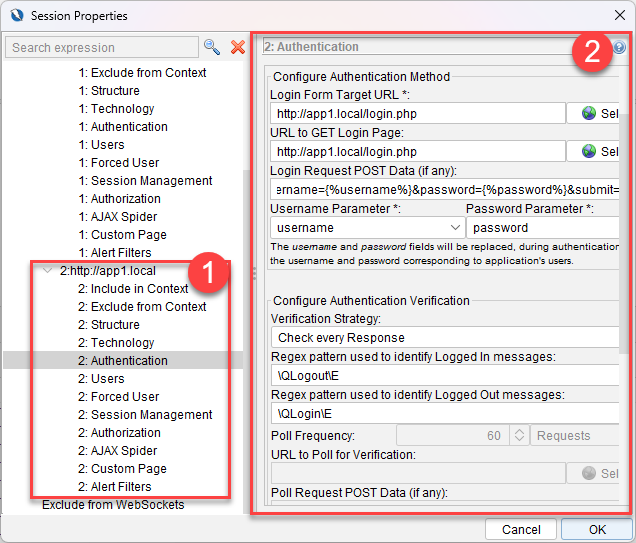 Session Properties
Search expression
1: Exclude from Context
1: Structure
1: Technology
1: Authentication
1: Users
1: Forced User
1: Session Management
1: Authorization
1: AJAX Spider
1: Custom Page
1: Alert Filters
1
2:http://app1.local
2: Include in Context
2: Exclude from Context
2: Structure
2: Technology
2: Authentication
2: Users
2: Forced User
2: Session Management
2: Authorization
2: AJAX Spider
2: Custom Page
2: Alert Filters
Exclude from WebSockets
2: Authentication
2
?
Configure Authentication Method
Login Form Target URL *:
http://app1.local/login.php
Sel
URL to GET Login Page:
http://app1.local/login.php
Sel
Login Request POST Data (if any):
ername={%username%}&password={%password%}&submit=
Username Parameter *: Password Parameter *:
username password
The username and password fields will be replaced, during authentication
the username and password corresponding to application's users.
Configure Authentication Verification
Verification Strategy:
Check every Response
Regex pattern used to identify Logged In messages:
\QLogout\E
Regex pattern used to identify Logged Out messages:
\QLogin\E
Poll Frequency: 60 Requests
URL to Poll for Verification:
Sel
Poll Request POST Data (if any):
Cancel OK